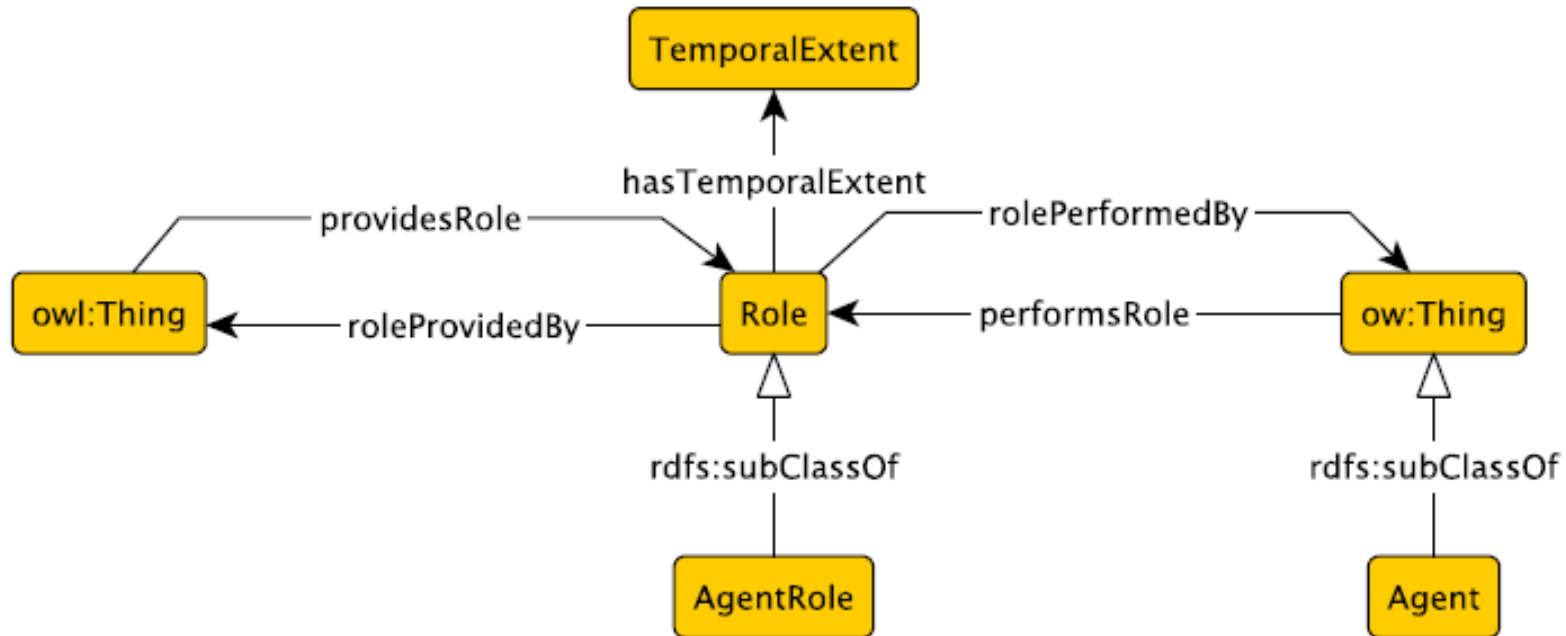 TemporalExtent
hasTemporalExtent
providesRole
rolePerformedBy
owl:Thing
roleProvidedBy
Role
performsRole
ow:Thing
rdfs:subClassOf
rdfs:subClassOf
AgentRole
Agent